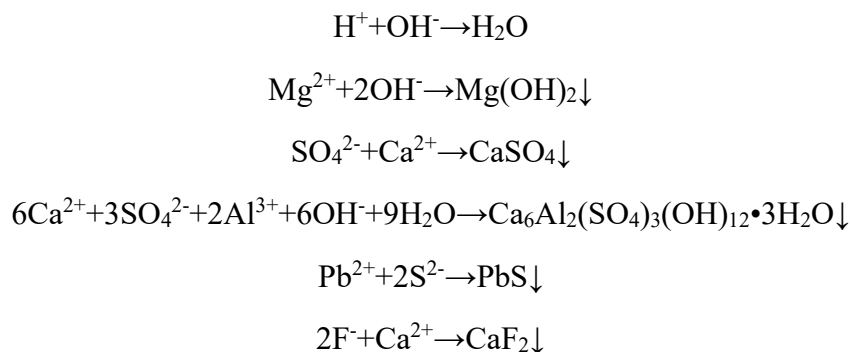 H⁺+OH⁻→H₂O
Mg²⁺+2OH⁻→Mg(OH)₂↓
SO₄²⁻+Ca²⁺→CaSO₄↓
6Ca²⁺+3SO₄²⁻+2Al³⁺+6OH⁻+9H₂O→Ca₆Al₂(SO₄)₃(OH)₁₂•3H₂O↓
Pb²⁺+2S²⁻→PbS↓
2F⁻+Ca²⁺→CaF₂↓